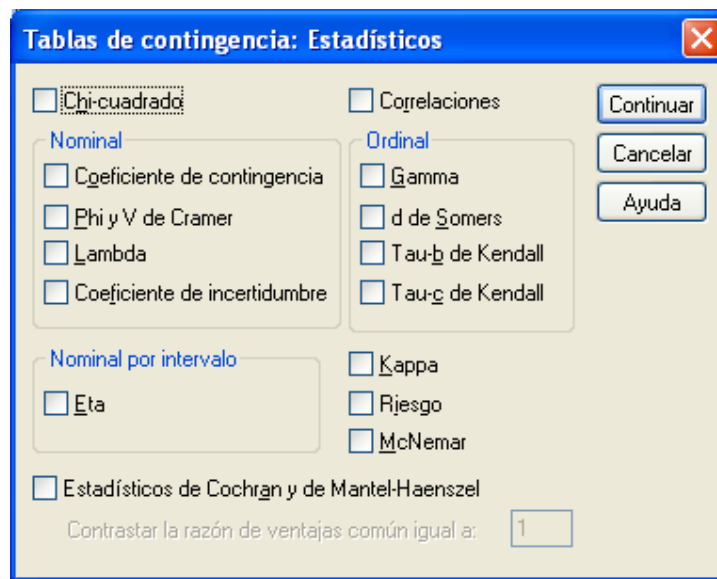 Tablas de contingencia: Estadísticos
Chi-cuadrado
Correlaciones
Continuar
Cancelar
Ayuda
Nominal
Coeficiente de contingencia
Phi y V de Cramer
Lambda
Coeficiente de incertidumbre
Ordinal
Gamma
d de Somers
Tau-b de Kendall
Tau-c de Kendall
Nominal por intervalo
Eta
Kappa
Riesgo
McNemar
Estadísticos de Cochran y de Mantel-Haenszel
Contrastar la razón de ventajas común igual a: 1